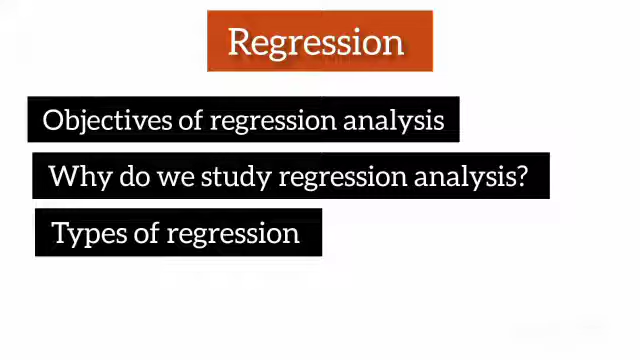 Regression
Objectives of regression analysis
Why do we study regression analysis?
Types of regression